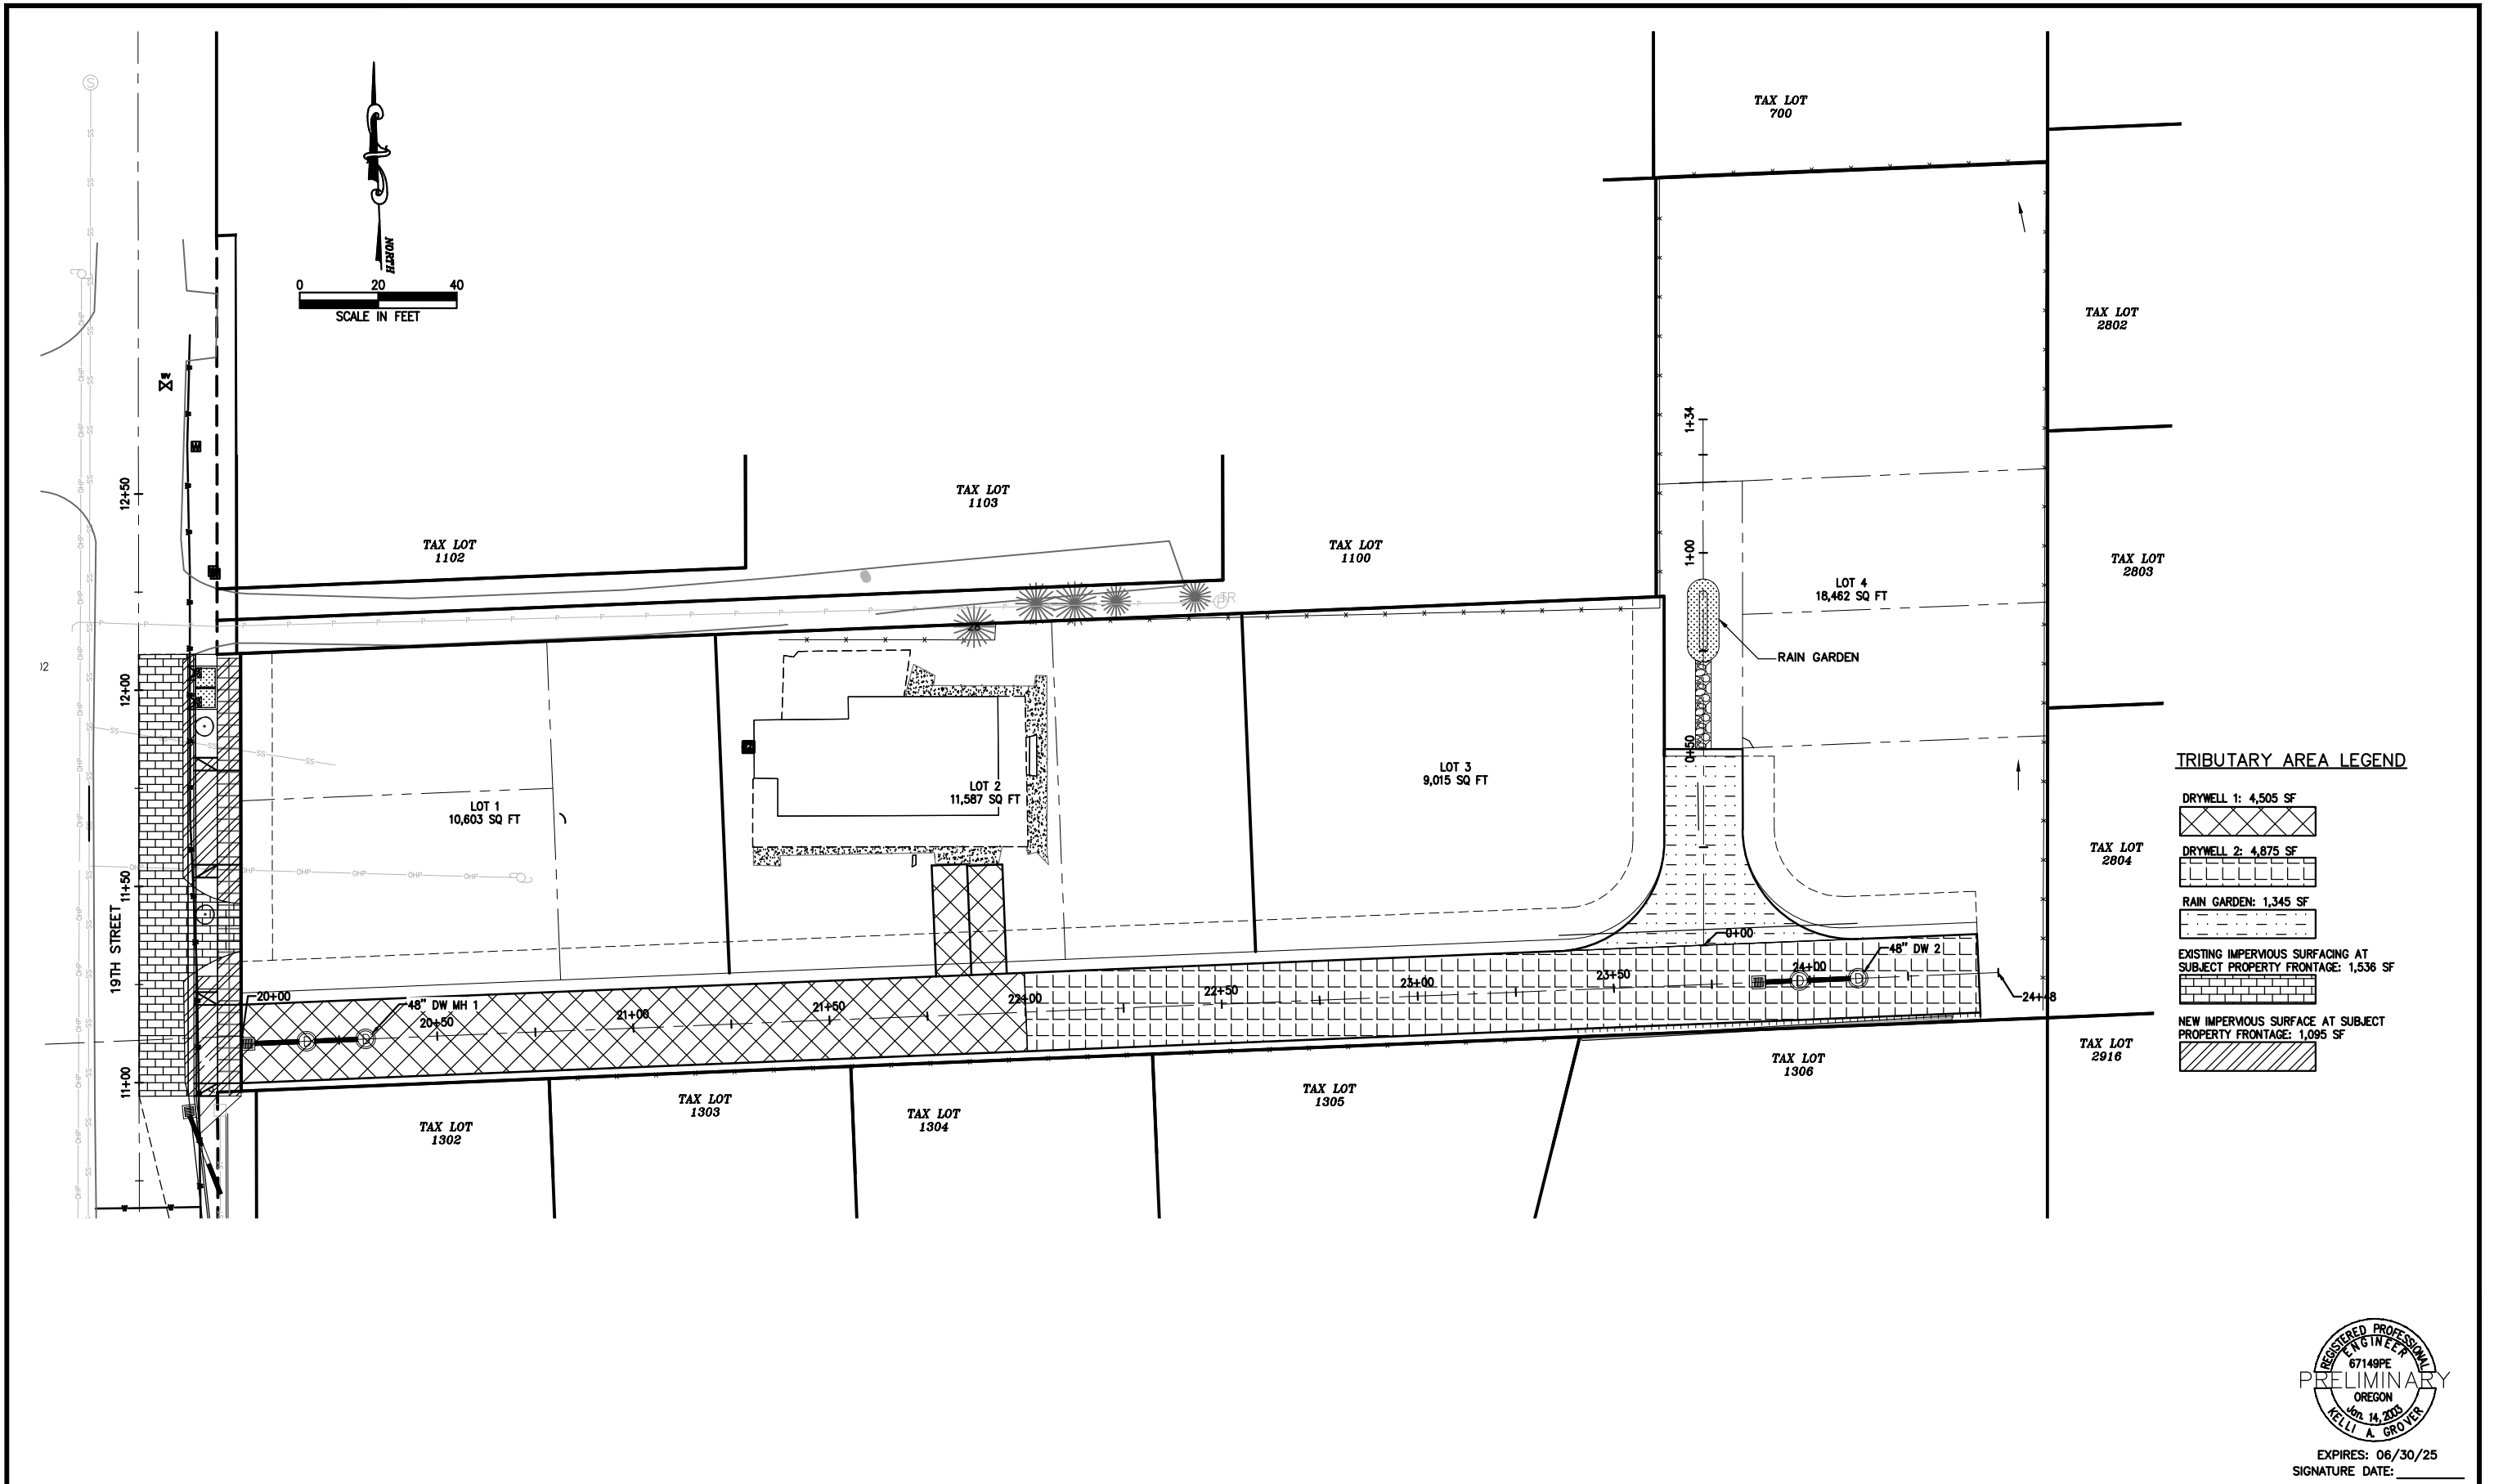 TAX LOT
700
NORTH
0 20 40
SCALE IN FEET
TAX LOT
2802
WV
1+34
12+50
TAX LOT
1103
TAX LOT
1102
TAX LOT
1100
1+00
TAX LOT
2803
LOT 4
18,462 SQ FT
TR
28
RAIN GARDEN
12+00
0+50
LOT 3
9,015 SQ FT
LOT 2
11,587 SQ FT
LOT 1
10,603 SQ FT
TRIBUTARY AREA LEGEND
DRYWELL 1: 4,505 SF
DRYWELL 2: 4,875 SF
RAIN GARDEN: 1,345 SF
EXISTING IMPERVIOUS SURFACING AT
SUBJECT PROPERTY FRONTAGE: 1,536 SF
NEW IMPERVIOUS SURFACE AT SUBJECT
PROPERTY FRONTAGE: 1,095 SF
TAX LOT
2804
11+50
19TH STREET
0+00
48" DW 2
20+00
48" DW MH 1
20+50
21+00
21+50
22+00
22+50
23+00
23+50
24+00
24+48
11+00
TAX LOT
2916
TAX LOT
1306
TAX LOT
1305
TAX LOT
1304
TAX LOT
1303
TAX LOT
1302
REGISTERED PROFESSIONAL
ENGINEER
67149PE
PRELIMINARY
OREGON
Jan. 14, 2003
KELLI A. GROVER
EXPIRES: 06/30/25
SIGNATURE DATE: